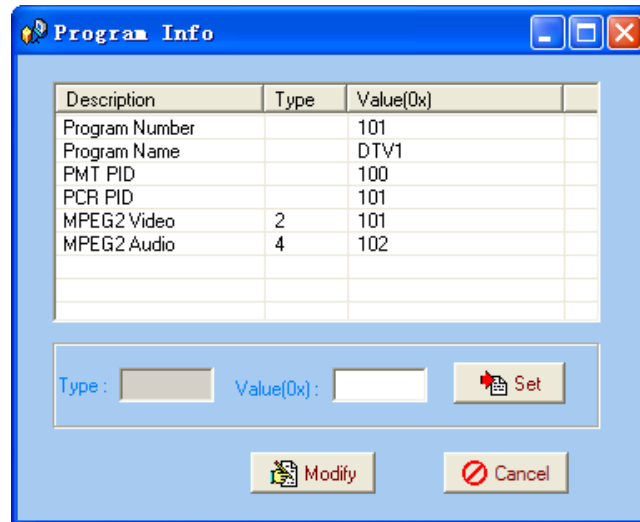 Program Info
Description Type Value(0x)
Program Number 101
Program Name DTV1
PMT PID 100
PCR PID 101
MPEG2 Video 2 101
MPEG2 Audio 4 102
Type : Value(0x) : Set
Modify Cancel